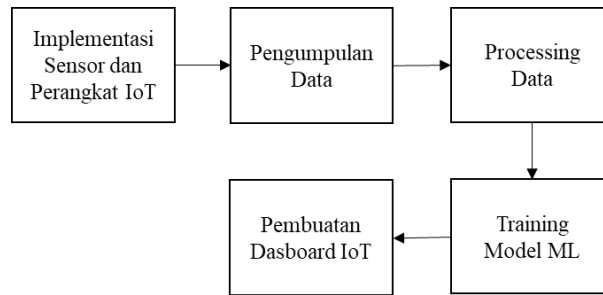 Implementasi
Sensor dan
Perangkat IoT
Pengumpulan
Data
Processing
Data
Training
Model ML
Pembuatan
Dasboard IoT